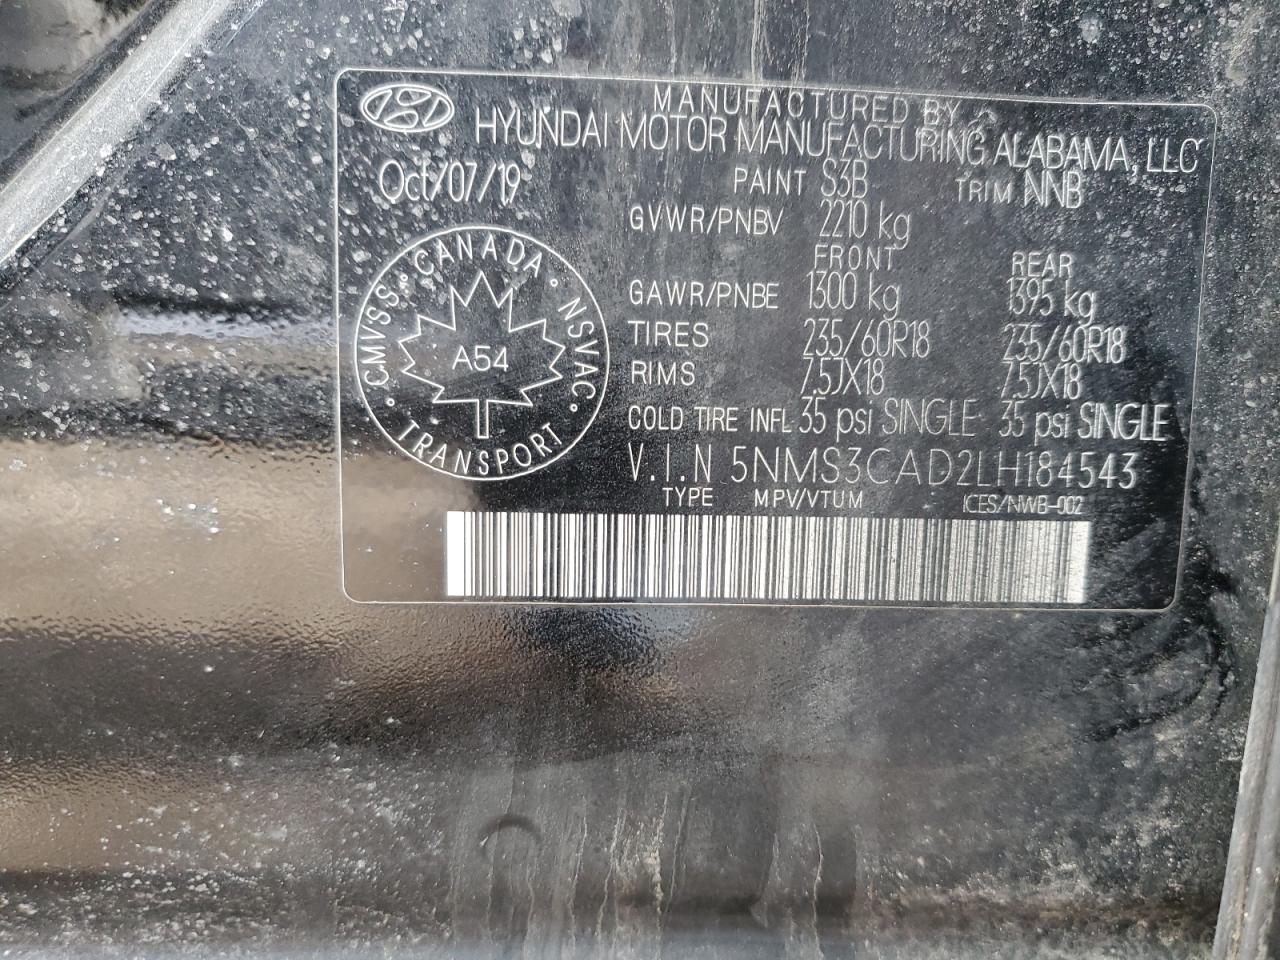 MANUFACTURED BY
HYUNDAI MOTOR MANUFACTURING ALABAMA, LLC
Oct/07/19
PAINT S3B TRIM NNB
GVWR/PNBV 2210 kg
FRONT REAR
GAWR/PNBE 1300 kg 1395 kg
TIRES 235/60R18 235/60R18
RIMS 7.5JX18 7.5JX18
COLD TIRE INFL 35 psi SINGLE 35 psi SINGLE
V.I.N 5NMS3CAD2LH184543
TYPE MPV/VTUM ICES/NWB-002
CMVSS • CANADA • NSVAC •
TRANSPORT
A54